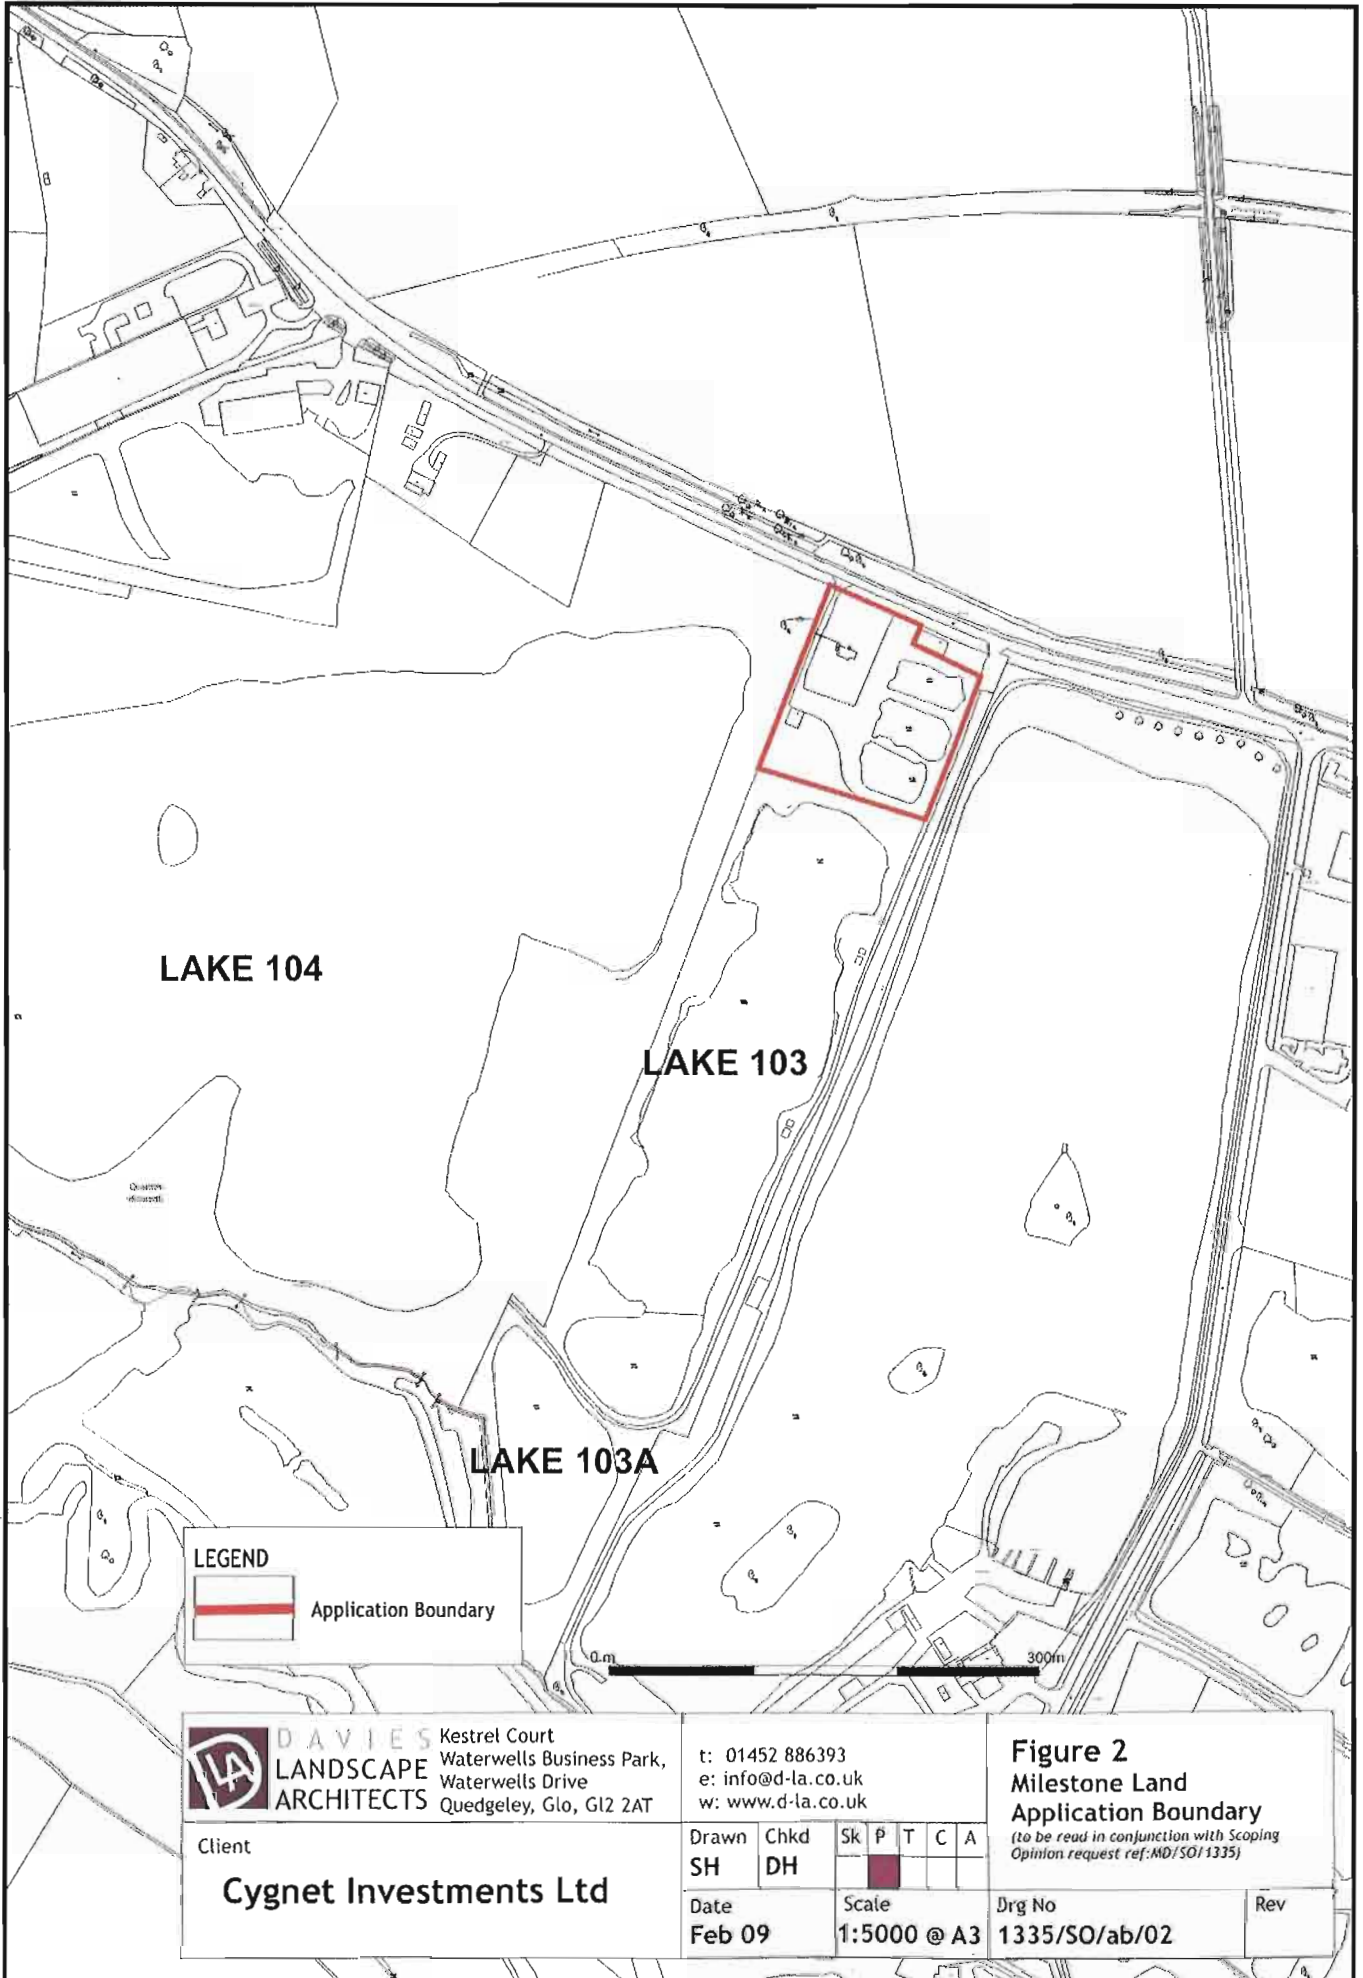 LAKE 104
LAKE 103
LAKE 103A
LEGEND
Application Boundary
0 m
300m
DLA
DAVIES
LANDSCAPE
ARCHITECTS
Kestrel Court
Waterwells Business Park,
Waterwells Drive
Quedgeley, Glo, Gl2 2AT
t: 01452 886393
e: info@d-la.co.uk
w: www.d-la.co.uk
Figure 2
Milestone Land
Application Boundary
(to be read in conjunction with Scoping
Opinion request ref:MD/SO/1335)
Client
Cygnet Investments Ltd
Drawn
SH
Chkd
DH
Sk P T C A
Date
Feb 09
Scale
1:5000 @ A3
Drg No
1335/SO/ab/02
Rev